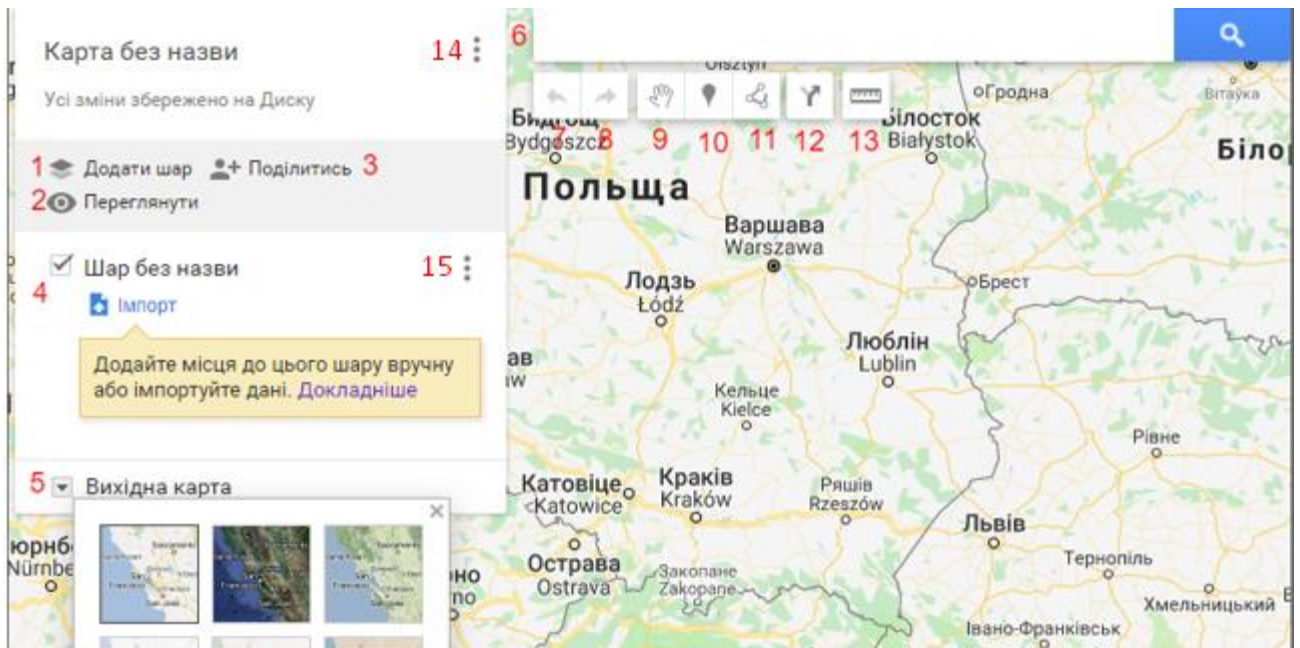 Карта без назви 14
Усі зміни збережено на Диску
1 Додати шар Поділитись 3
2 Переглянути
Шар без назви 15
4
Імпорт
Додайте місця до цього шару вручну
або імпортуйте дані. Докладніше
5 Вихідна карта
6
7 8 9 10 11 12 13
Olsztyn
Гродна
Бидгощ
Bydgoszcz
Білосток
Białystok
Польща
Варшава
Warszawa
Лодзь
Łódź
Брест
Люблін
Lublin
Кельце
Kielce
Рівне
Катовіце
Katowice
Краків
Kraków
Ряшів
Rzeszów
Львів
Острава
Ostrava
Закопане
Zakopane
Тернопіль
Хмельницький
Івано-Франківськ